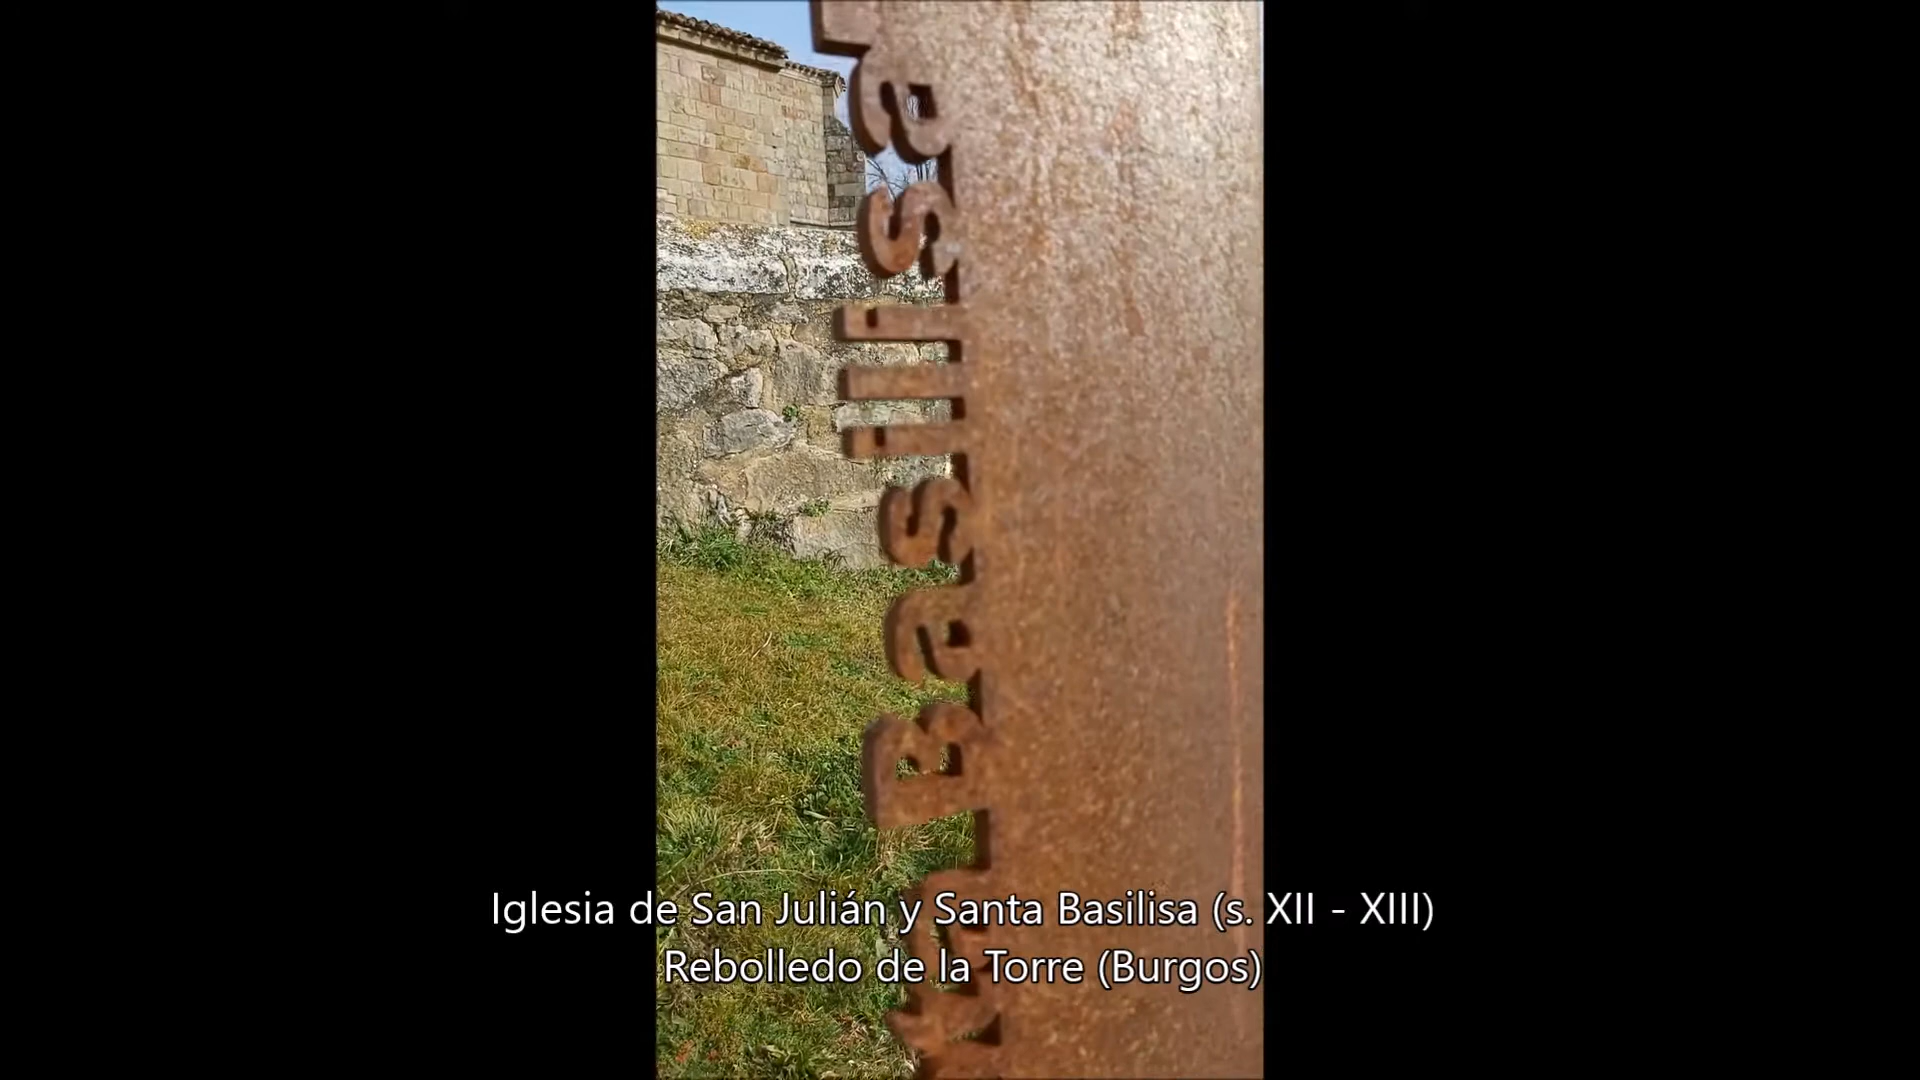 Basilisa
Iglesia de San Julián y Santa Basilisa (s. XII - XIII)
Rebolledo de la Torre (Burgos)